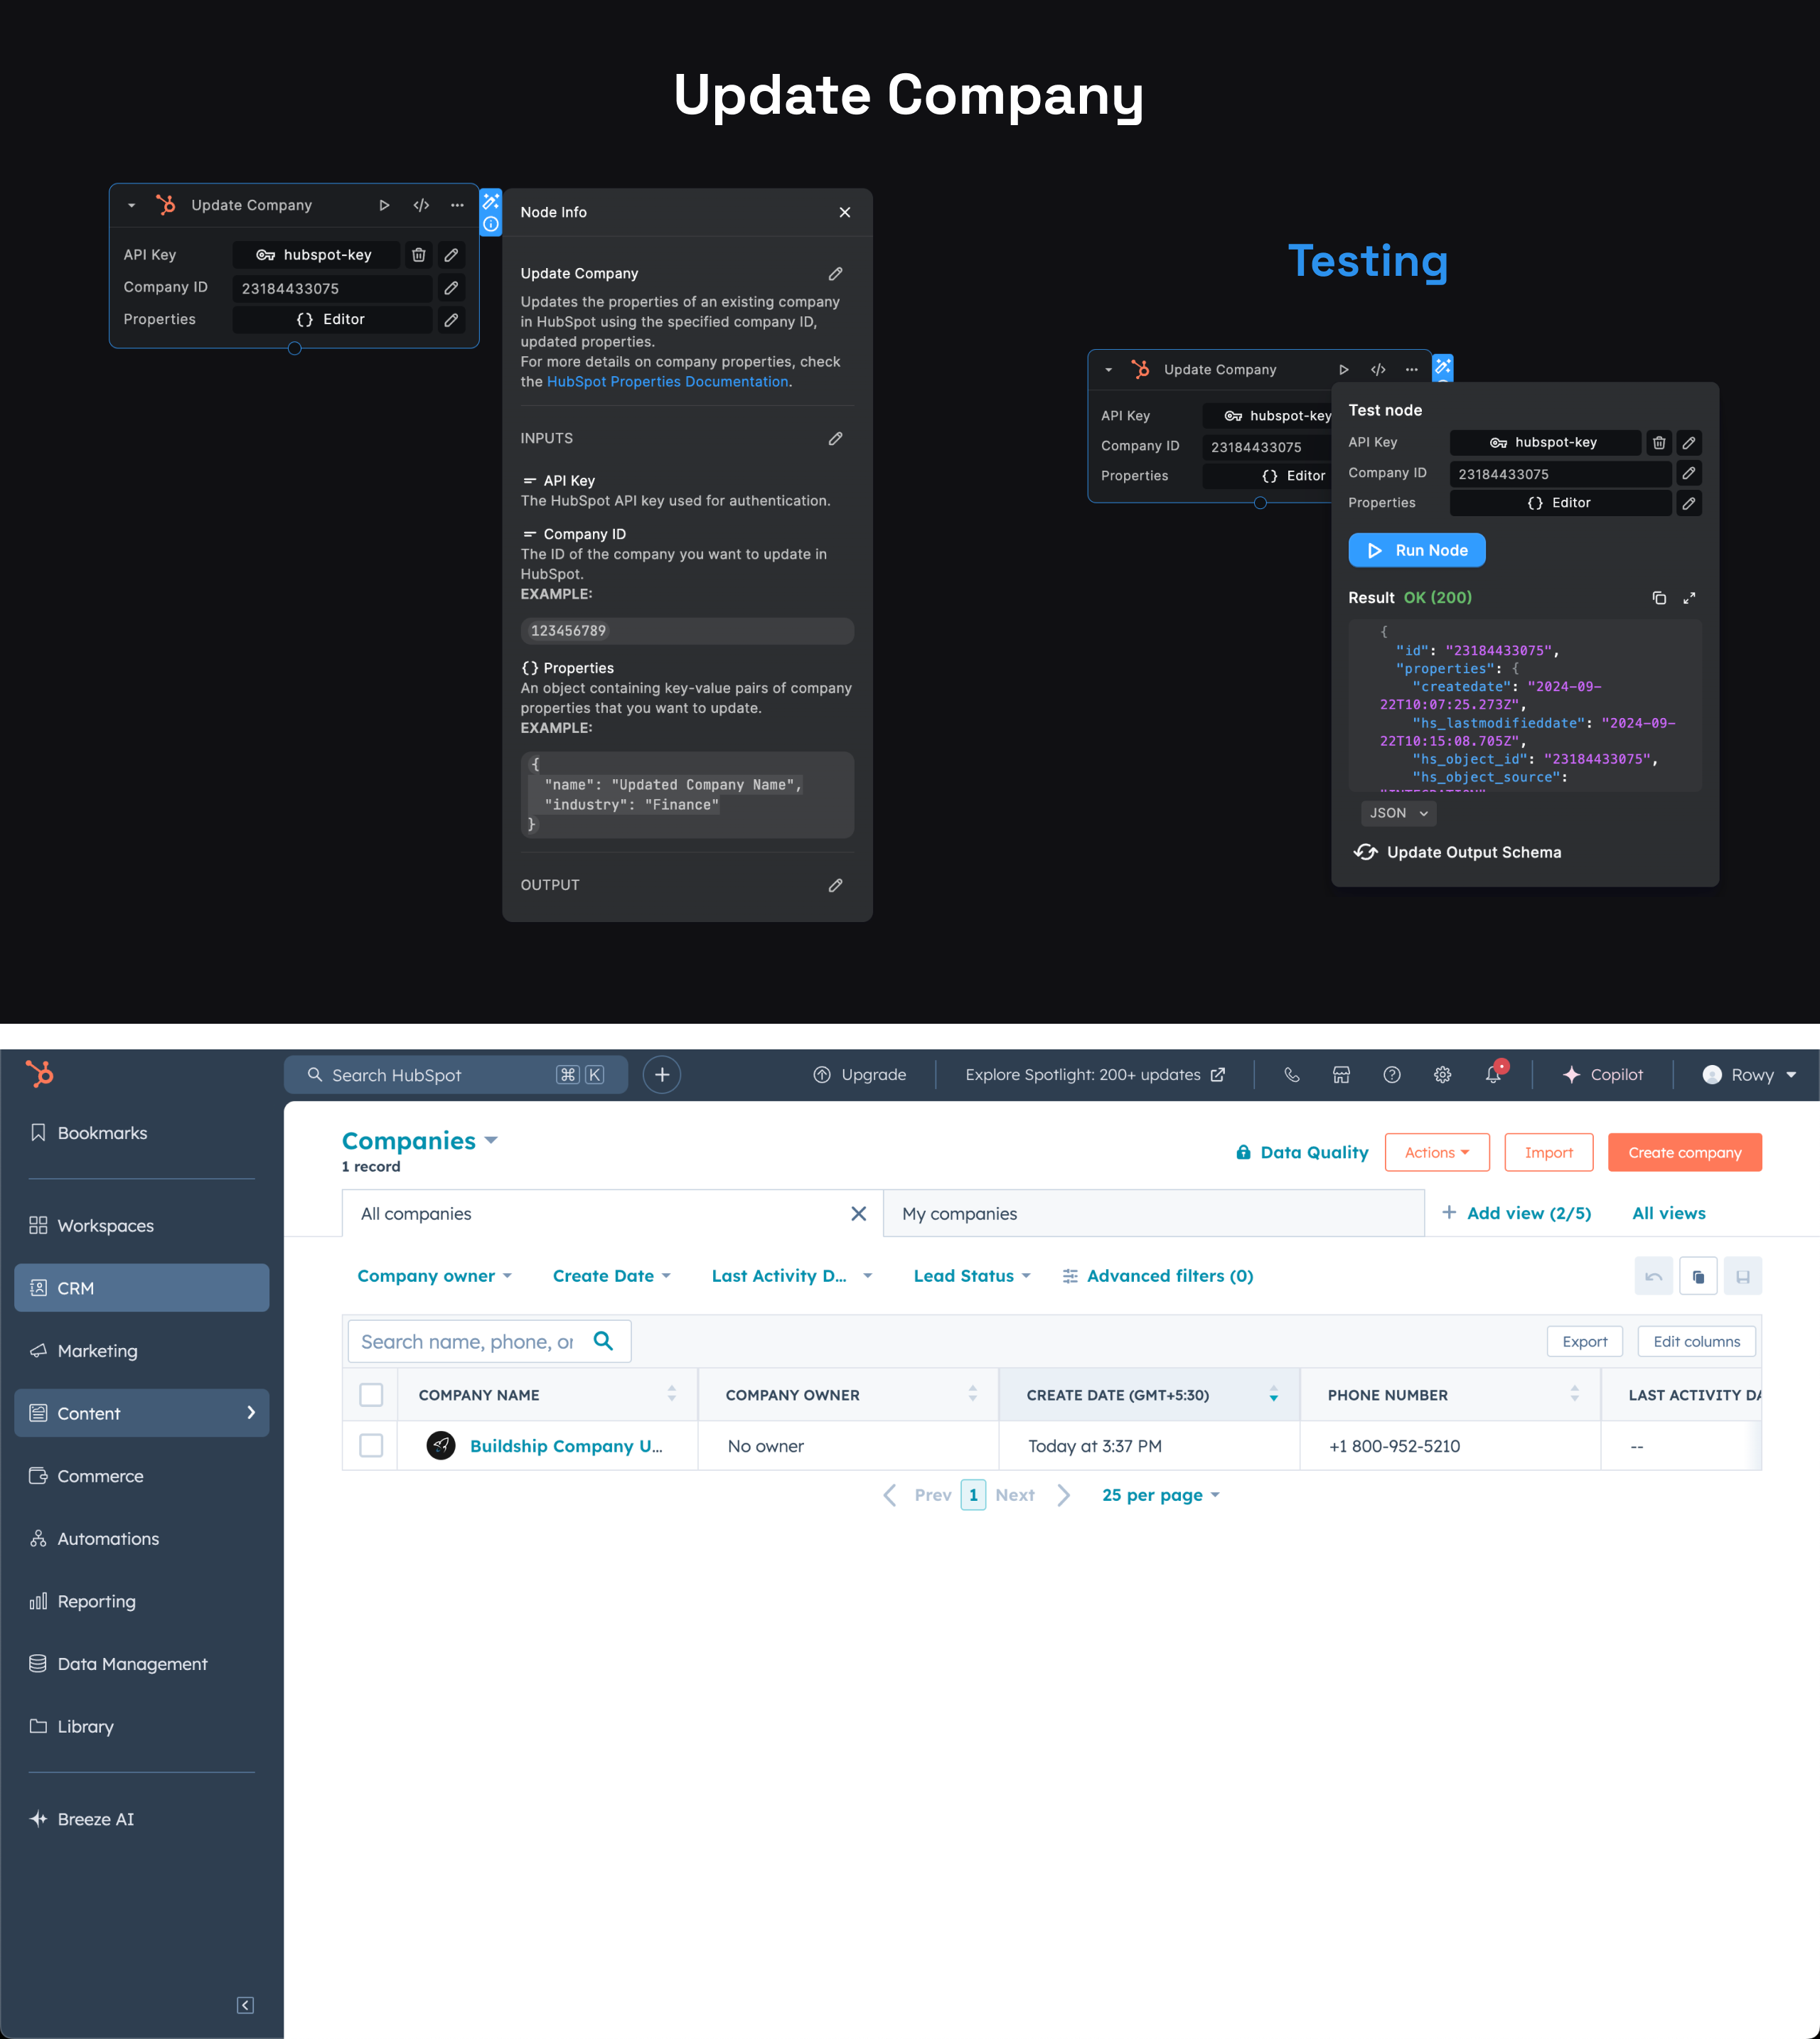 Update Company
Update Company
API Key
hubspot-key
Company ID
23184433075
Properties
{} Editor
Node Info
Update Company
Updates the properties of an existing company
in HubSpot using the specified company ID,
updated properties.
For more details on company properties, check
the HubSpot Properties Documentation.
INPUTS
API Key
The HubSpot API key used for authentication.
Company ID
The ID of the company you want to update in
HubSpot.
EXAMPLE:
123456789
{} Properties
An object containing key-value pairs of company
properties that you want to update.
EXAMPLE:
{
"name": "Updated Company Name",
"industry": "Finance"
}
OUTPUT
Testing
Update Company
API Key
hubspot-key
Company ID
23184433075
Properties
{} Editor
Test node
API Key
hubspot-key
Company ID
23184433075
Properties
{} Editor
Run Node
Result OK (200)
{
"id": "23184433075",
"properties": {
"createdate": "2024-09-
22T10:07:25.273Z",
"hs_lastmodifieddate": "2024-09-
22T10:15:08.705Z",
"hs_object_id": "23184433075",
"hs_object_source":
JSON
Update Output Schema
Search HubSpot
⌘ K
Upgrade
Explore Spotlight: 200+ updates
Copilot
Rowy
Bookmarks
Workspaces
CRM
Marketing
Content
Commerce
Automations
Reporting
Data Management
Library
Breeze AI
Companies
1 record
Data Quality
Actions
Import
Create company
All companies
My companies
+ Add view (2/5)
All views
Company owner
Create Date
Last Activity D...
Lead Status
Advanced filters (0)
Search name, phone, or
Export
Edit columns
COMPANY NAME
COMPANY OWNER
CREATE DATE (GMT+5:30)
PHONE NUMBER
LAST ACTIVITY DA
Buildship Company U...
No owner
Today at 3:37 PM
+1 800-952-5210
--
Prev
1
Next
25 per page